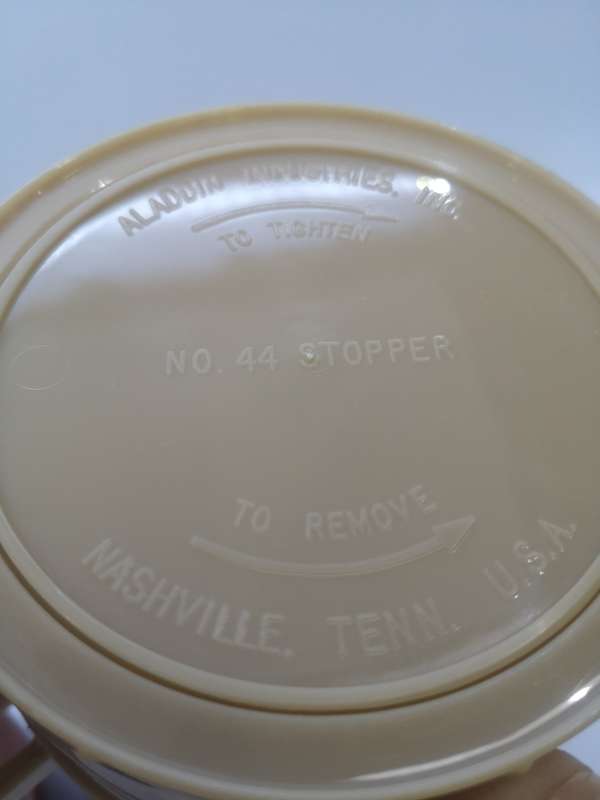 ALADDIN INDUSTRIES, INC.
TO TIGHTEN
NO. 44 STOPPER
TO REMOVE
NASHVILLE, TENN. U.S.A.